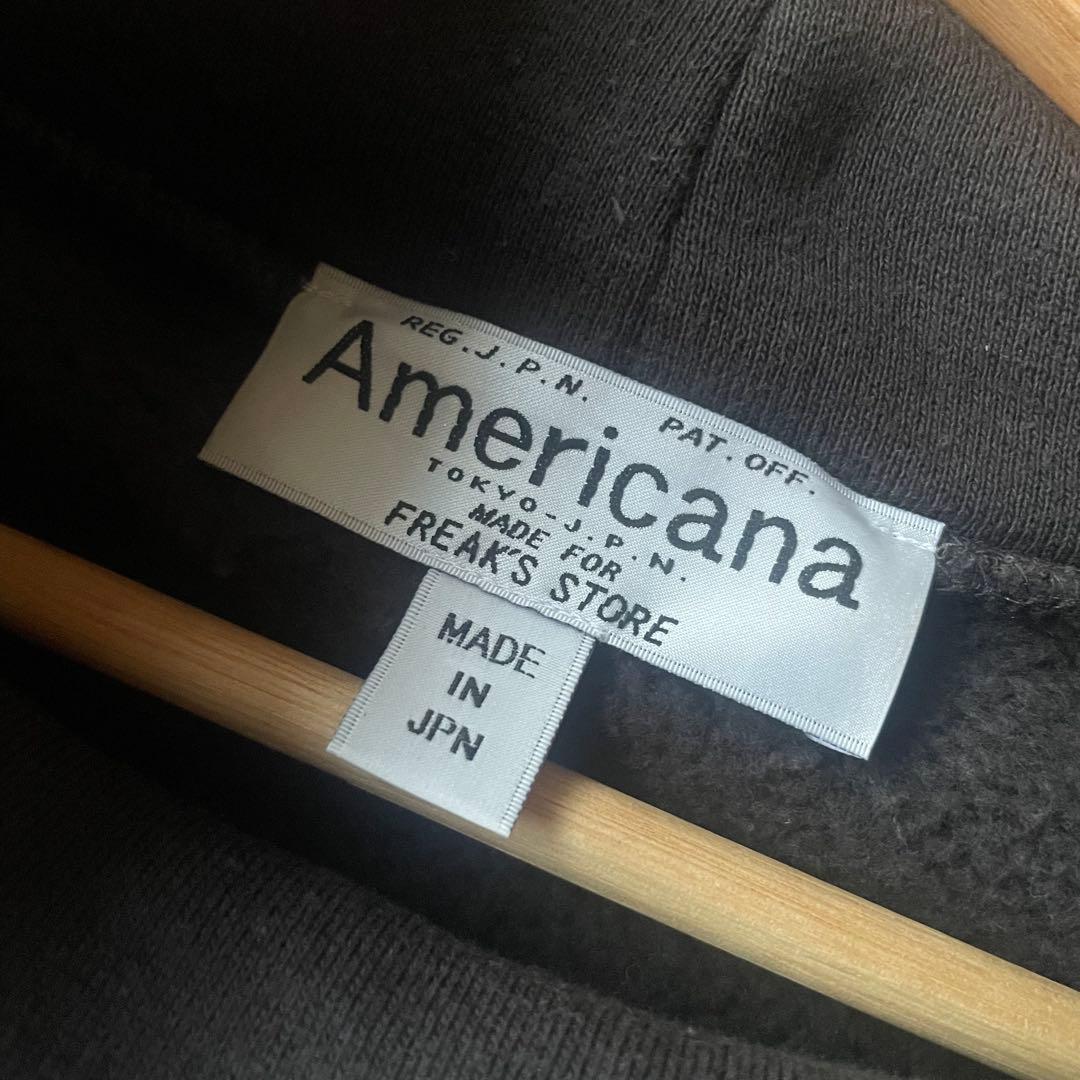 REG.J.P.N. PAT.OFF.
Americana
TOKYO-J.P.N.
MADE FOR
FREAK'S STORE
MADE
IN
JPN